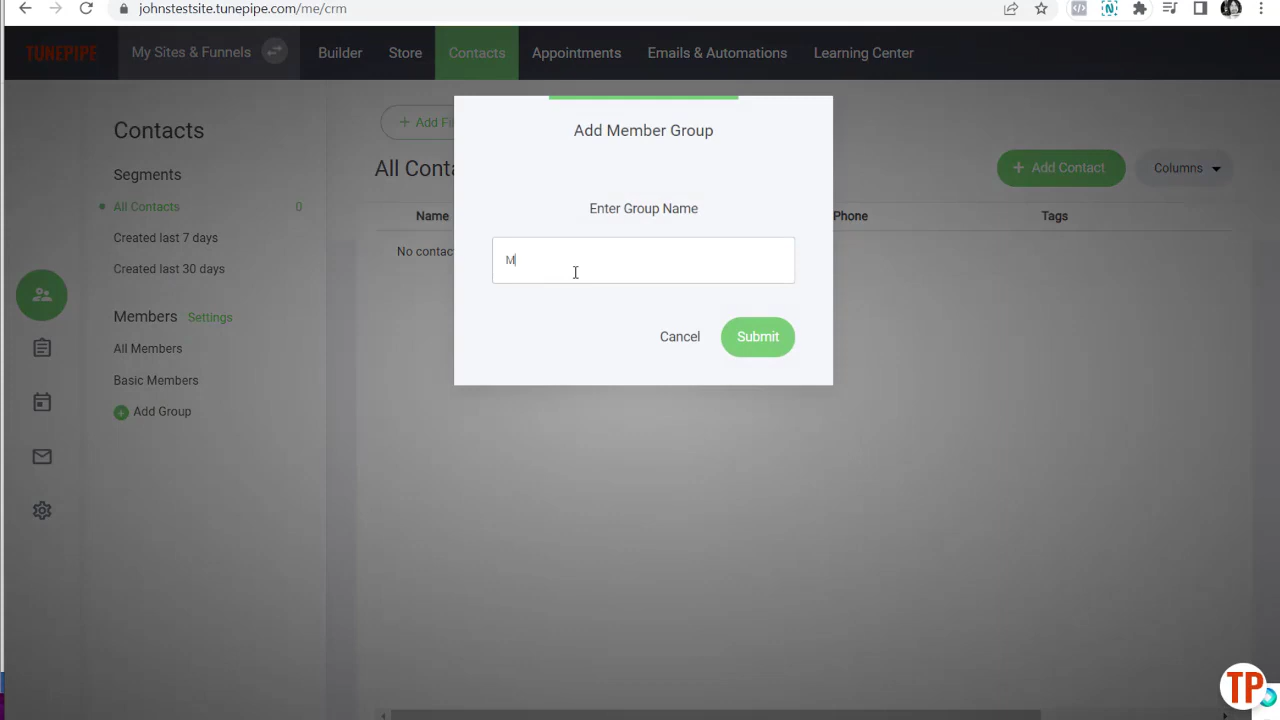 johnstestsite.tunepipe.com/me/crm
TUNEPIPE My Sites & Funnels Builder Store Contacts Appointments Emails & Automations Learning Center
Contacts
Segments
All Contacts 0
Created last 7 days
Created last 30 days
Members Settings
All Members
Basic Members
+ Add Group
+ Add Fi
All Conta
+ Add Contact Columns
Name Phone Tags
No contac
Add Member Group
Enter Group Name
M
Cancel Submit
TP